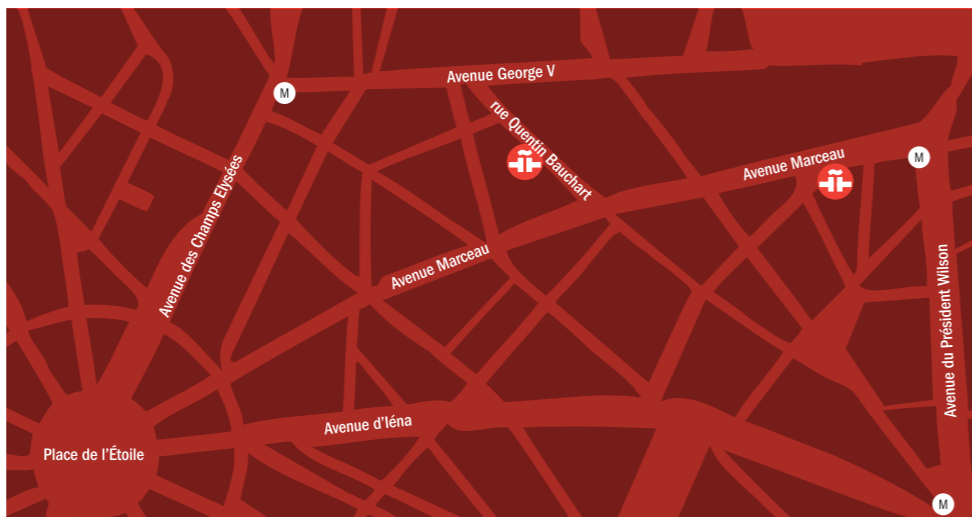 Avenue George V
M
rue Quentin Bauchart
Avenue Marceau
M
Avenue des Champs Elysées
Avenue Marceau
Avenue du Président Wilson
Avenue d'Iéna
Place de l'Étoile
M